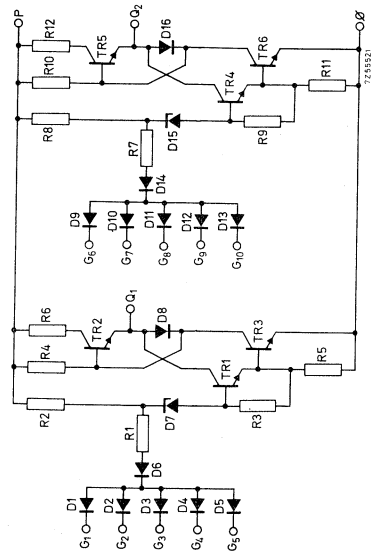 P
Q2
Ø
R12
TR5
D16
TR6
R10
TR4
R11
R8
D15
R9
7Z55521
R7
D14
D9
D10
D11
D12
D13
G6
G7
G8
G9
G10
R6
TR2
Q1
D8
TR3
R4
TR1
R5
R2
D7
R3
R1
D6
D1
D2
D3
D4
D5
G1
G2
G3
G4
G5